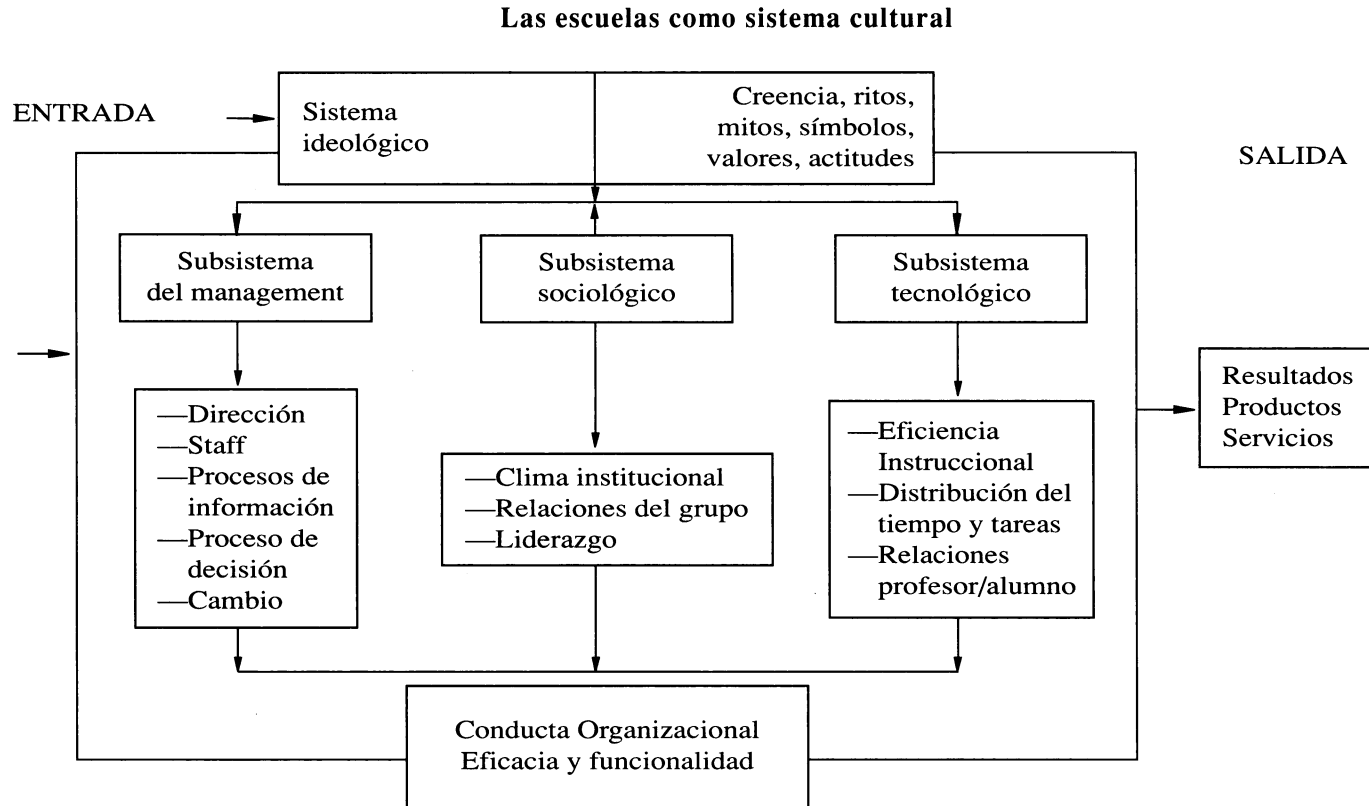 Las escuelas como sistema cultural
ENTRADA
Sistema
ideológico
Creencia, ritos,
mitos, símbolos,
valores, actitudes
SALIDA
Subsistema
del management
Subsistema
sociológico
Subsistema
tecnológico
—Dirección
—Staff
—Procesos de
información
—Proceso de
decisión
—Cambio
—Clima institucional
—Relaciones del grupo
—Liderazgo
—Eficiencia
Instruccional
—Distribución del
tiempo y tareas
—Relaciones
profesor/alumno
Resultados
Productos
Servicios
Conducta Organizacional
Eficacia y funcionalidad